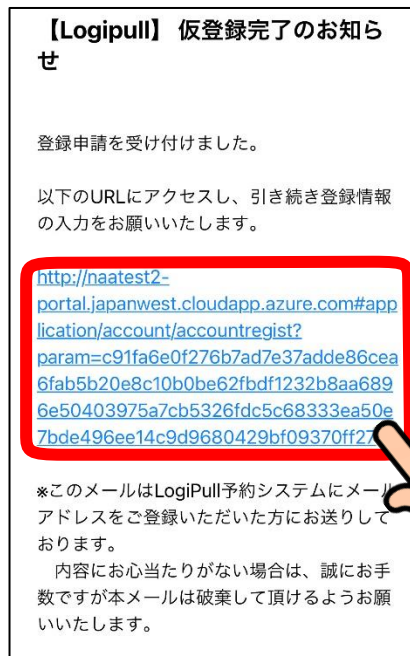 【Logipull】 仮登録完了のお知ら
せ
登録申請を受け付けました。
以下のURLにアクセスし、引き続き登録情報
の入力をお願いいたします。
http://naatest2-
portal.japanwest.cloudapp.azure.com#app
lication/account/accountregist?
param=c91fa6e0f276b7ad7e37adde86cea
6fab5b20e8c10b0be62fbdf1232b8aa689
6e50403975a7cb5326fdc5c68333ea50e
7bde496ee14c9d9680429bf09370ff27
※このメールはLogiPull予約システムにメール
アドレスをご登録いただいた方にお送りして
おります。
　内容にお心当たりがない場合は、誠にお手
数ですが本メールは破棄して頂けるようお願
いいたします。